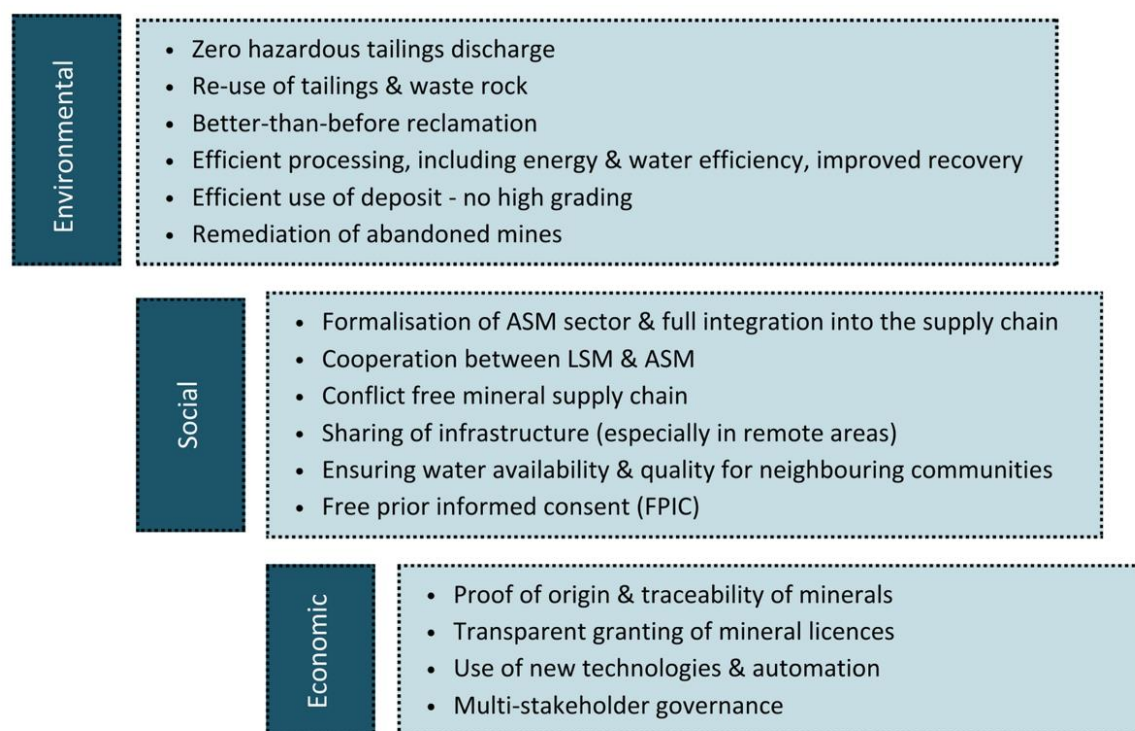 Environmental
• Zero hazardous tailings discharge
• Re-use of tailings & waste rock
• Better-than-before reclamation
• Efficient processing, including energy & water efficiency, improved recovery
• Efficient use of deposit - no high grading
• Remediation of abandoned mines
Social
• Formalisation of ASM sector & full integration into the supply chain
• Cooperation between LSM & ASM
• Conflict free mineral supply chain
• Sharing of infrastructure (especially in remote areas)
• Ensuring water availability & quality for neighbouring communities
• Free prior informed consent (FPIC)
Economic
• Proof of origin & traceability of minerals
• Transparent granting of mineral licences
• Use of new technologies & automation
• Multi-stakeholder governance